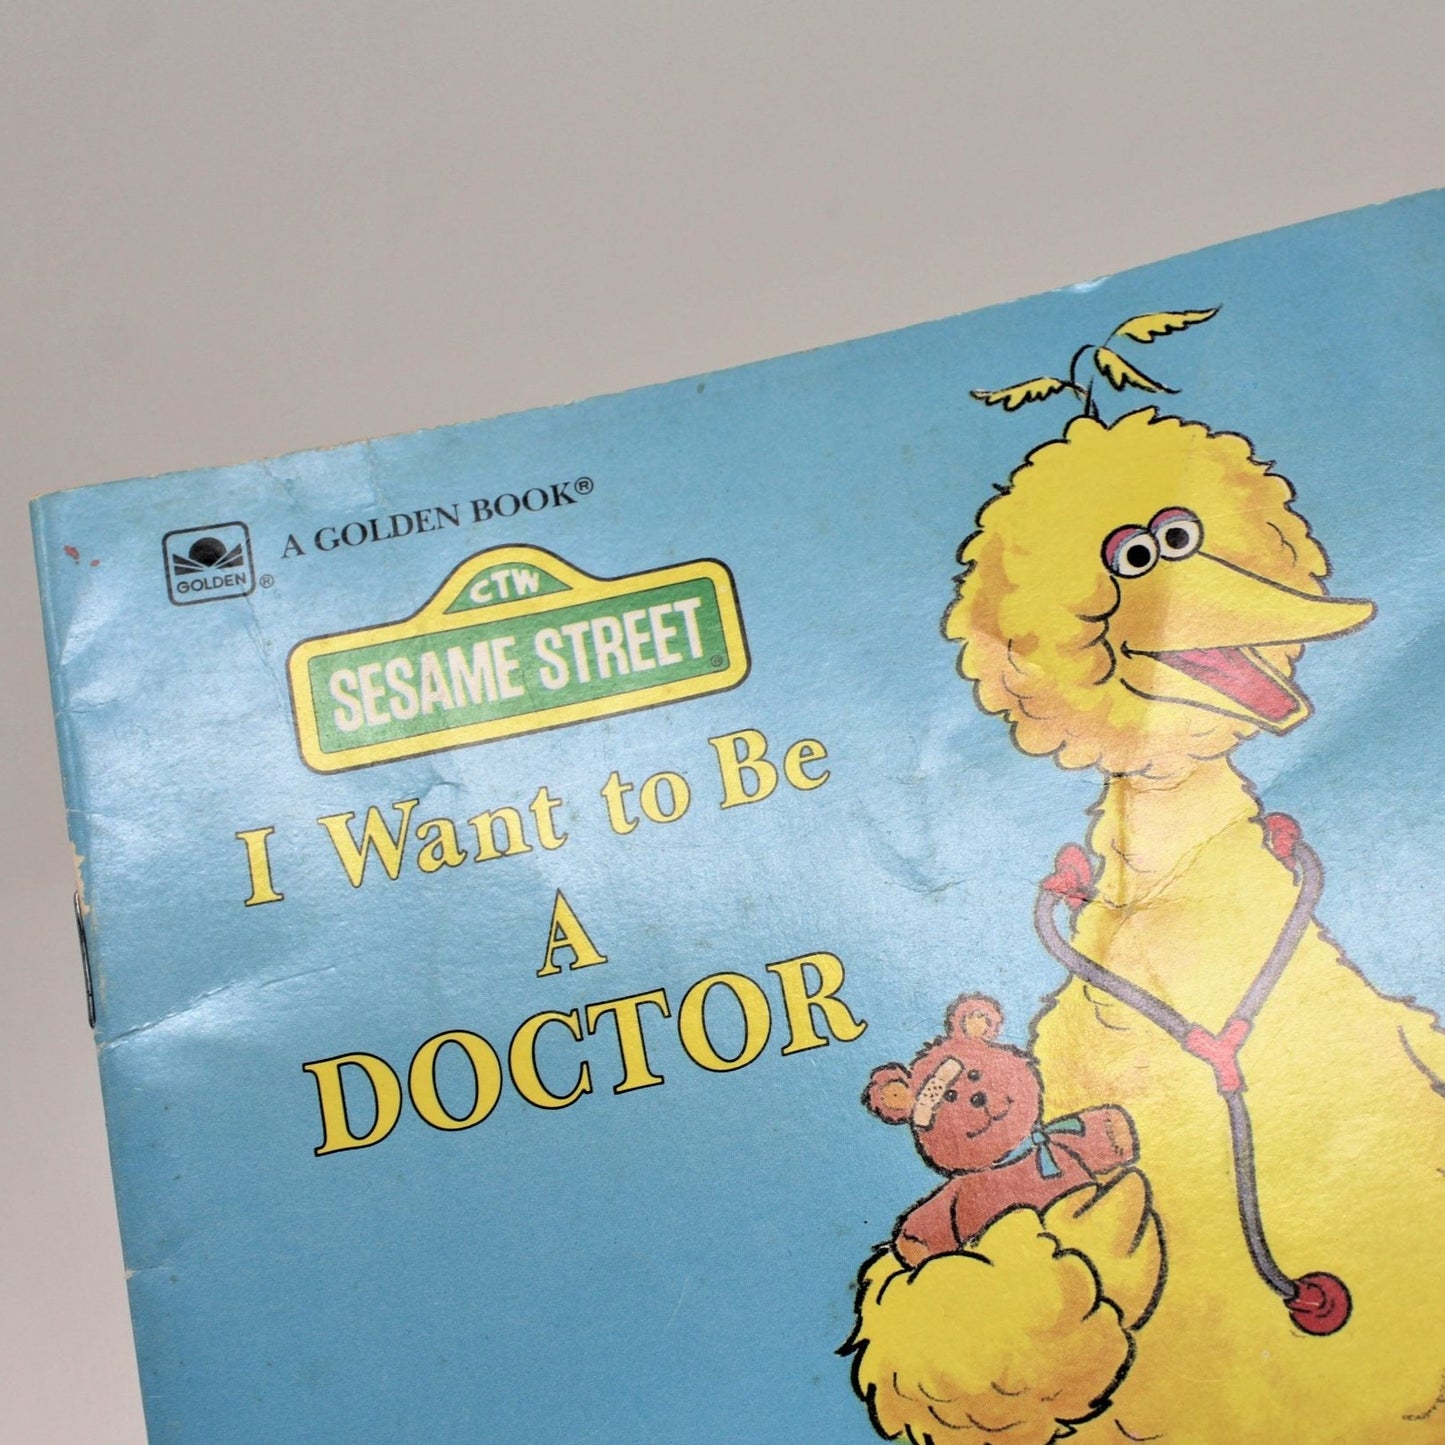 A GOLDEN BOOK®
GOLDEN ®
CTW
SESAME STREET ®
I Want to Be
A
DOCTOR